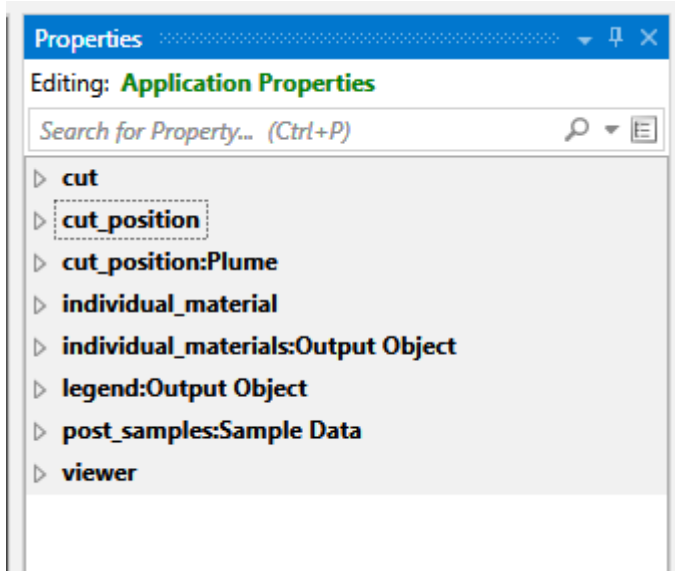 Properties
Editing: Application Properties
Search for Property... (Ctrl+P)
cut
cut_position
cut_position:Plume
individual_material
individual_materials:Output Object
legend:Output Object
post_samples:Sample Data
viewer